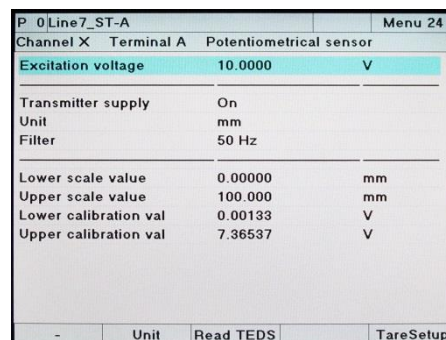 P 0 Line7_ST-A Menu 24
Channel X Terminal A Potentiometrical sensor
Excitation voltage 10.0000 V
Transmitter supply On
Unit mm
Filter 50 Hz
Lower scale value 0.00000 mm
Upper scale value 100.000 mm
Lower calibration val 0.00133 V
Upper calibration val 7.36537 V
- Unit Read TEDS TareSetup